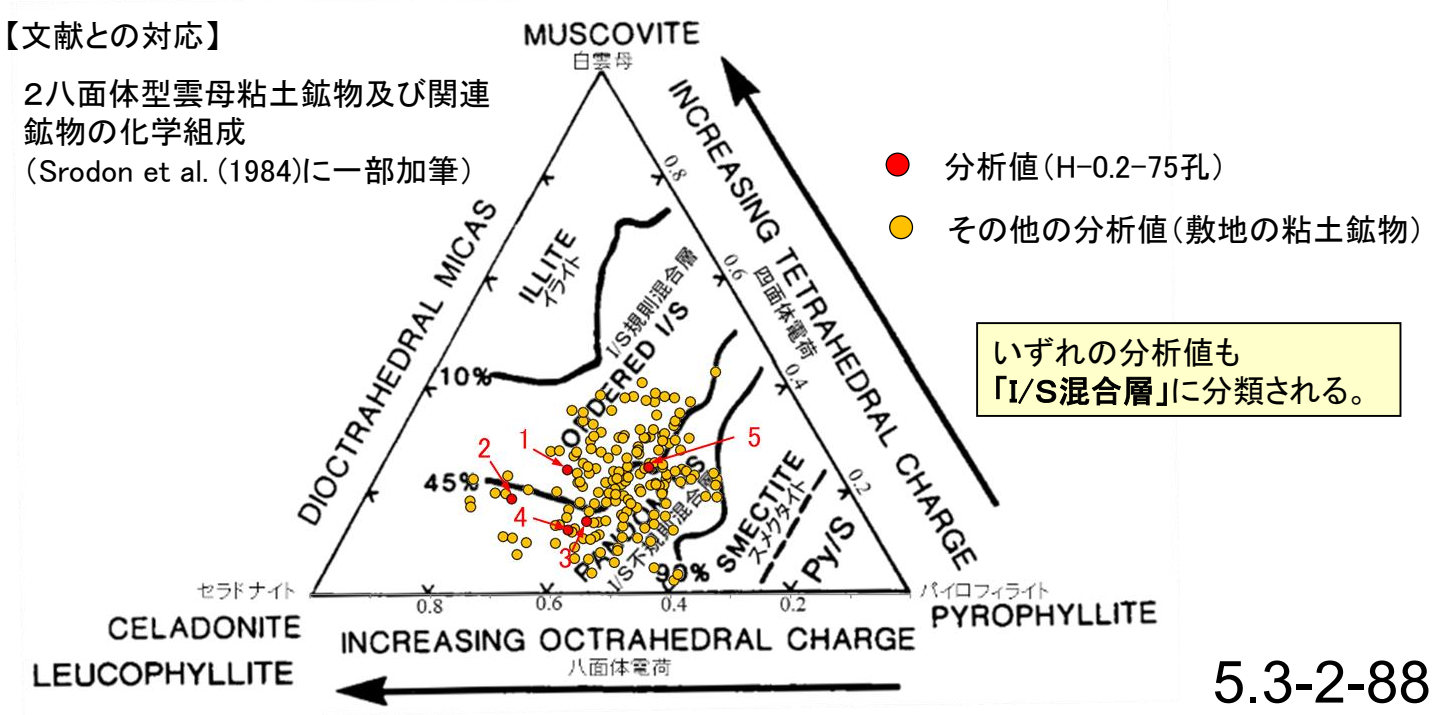 【文献との対応】
2八面体型雲母粘土鉱物及び関連
鉱物の化学組成
(Srodon et al. (1984)に一部加筆)
MUSCOVITE
白雲母
分析値(H-0.2-75孔)
その他の分析値(敷地の粘土鉱物)
いずれの分析値も
「I/S混合層」に分類される。
DIOCTRAHEDRAL MICAS
INCREASING TETRAHEDRAL CHARGE
四面体電荷
0.8
0.6
0.4
0.2
ILLITE
イライト
I/S規則混合層
ORDERED I/S
10%
45%
90%
1
2
3
4
5
RANDOM I/S
I/S不規則混合層
SMECTITE
スメクタイト
Py/S
セラドナイト
パイロフィライト
0.8
0.6
0.4
0.2
CELADONITE
LEUCOPHYLLITE
INCREASING OCTRAHEDRAL CHARGE
八面体電荷
PYROPHYLLITE
5.3-2-88